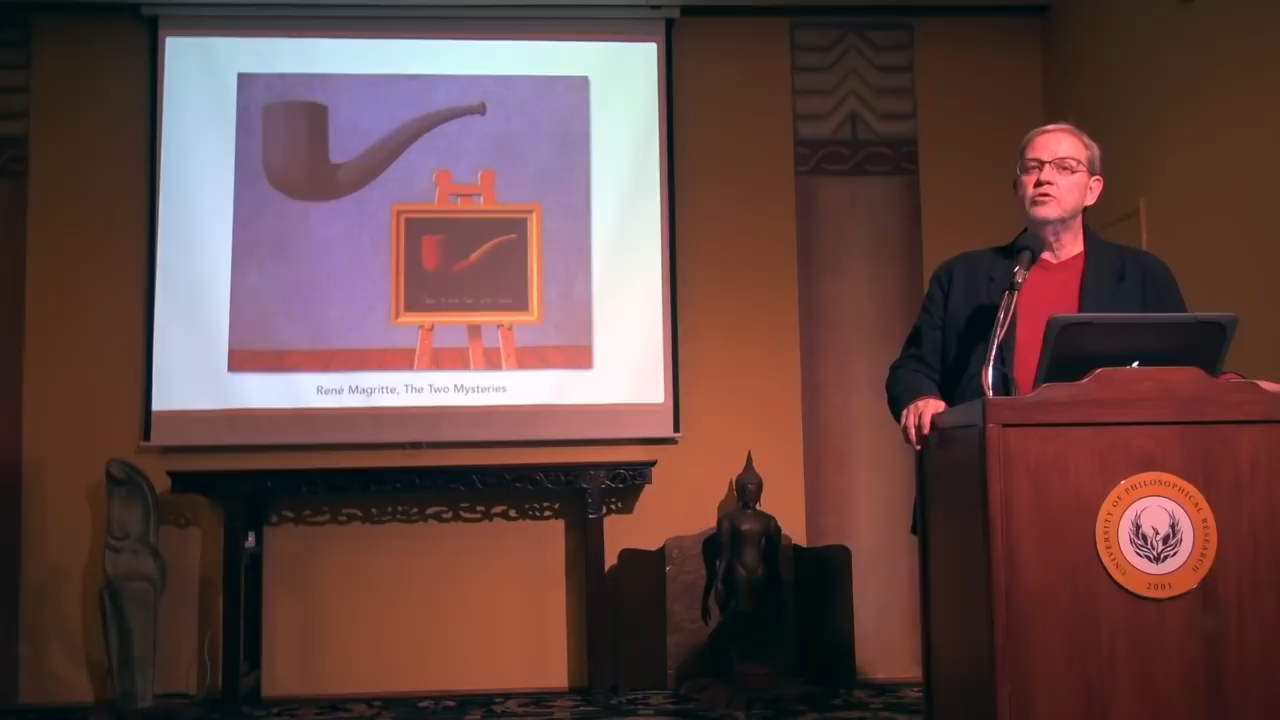 René Magritte, The Two Mysteries
UNIVERSITY OF PHILOSOPHICAL RESEARCH
2001